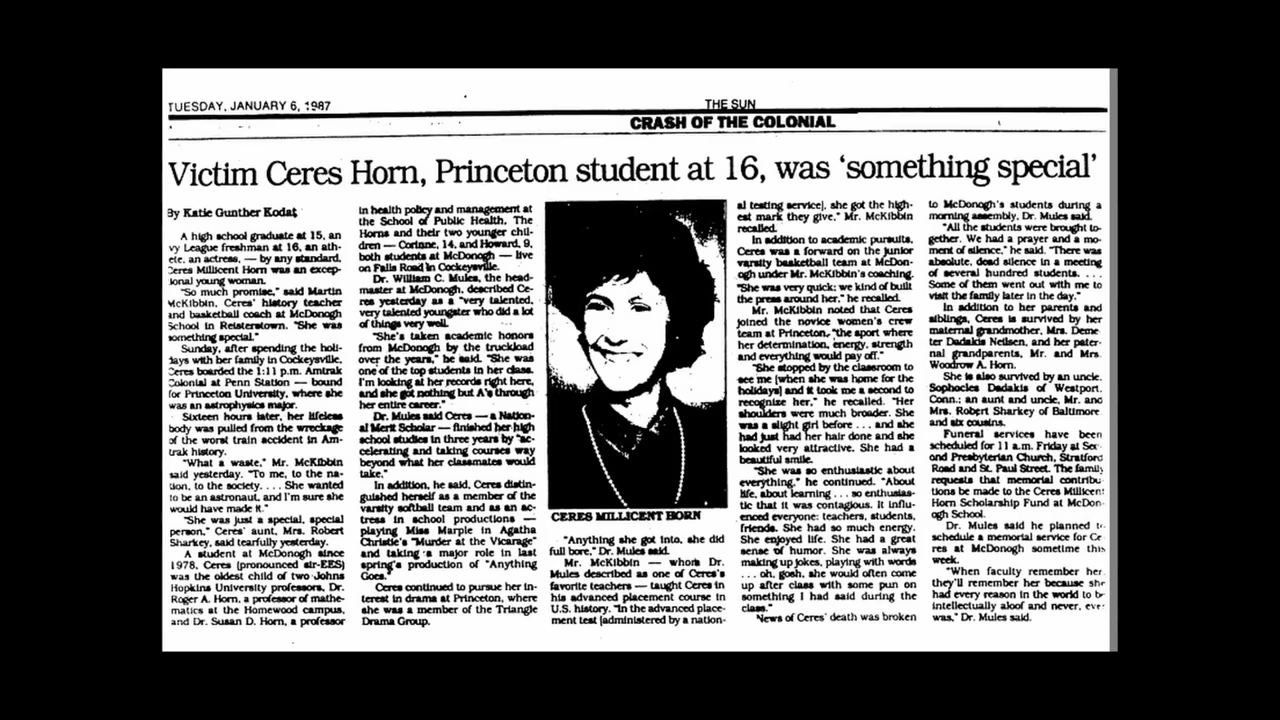 TUESDAY, JANUARY 6, 1987
THE SUN
CRASH OF THE COLONIAL
Victim Ceres Horn, Princeton student at 16, was ‘something special’
By Katie Gunther Kodat
A high school graduate at 15, an
vy League freshman at 16, an ath-
ete, an actress, — by any standard,
Ceres Millicent Horn was an excep-
ional young woman.
"So much promise," said Martin
McKibbin, Ceres' history teacher
and basketball coach at McDonogh
School in Reisterstown. "She was
something special."
Sunday, after spending the holi-
days with her family in Cockeysville,
Ceres boarded the 1:11 p.m. Amtrak
Colonial at Penn Station — bound
for Princeton University, where she
was an astrophysics major.
Sixteen hours later, her lifeless
body was pulled from the wreckage
of the worst train accident in Am-
trak history.
"What a waste," Mr. McKibbin
said yesterday. "To me, to the na-
tion, to the society. . . . She wanted
to be an astronaut, and I'm sure she
would have made it."
"She was just a special, special
person," Ceres' aunt, Mrs. Robert
Sharkey, said tearfully yesterday.
A student at McDonogh since
1978, Ceres (pronounced sir-EES)
was the oldest child of two Johns
Hopkins University professors, Dr.
Roger A. Horn, a professor of mathe-
matics at the Homewood campus,
and Dr. Susan D. Horn, a professor
in health policy and management at
the School of Public Health. The
Horns and their two younger chil-
dren — Corinne, 14, and Howard, 9,
both students at McDonogh — live
on Falls Road in Cockeysville.
Dr. William C. Mules, the head-
master at McDonogh, described Ce-
res yesterday as a "very talented,
very talented youngster who did a lot
of things very well.
"She's taken academic honors
from McDonogh by the truckload
over the years," he said. "She was
one of the top students in her class.
I'm looking at her records right here,
and she got nothing but A's through
her entire career."
Dr. Mules said Ceres — a Nation-
al Merit Scholar — finished her high
school studies in three years by "ac-
celerating and taking courses way
beyond what her classmates would
take."
In addition, he said, Ceres distin-
guished herself as a member of the
varsity softball team and as an ac-
tress in school productions —
playing Miss Marple in Agatha
Christie's "Murder at the Vicarage"
and taking a major role in last
spring's production of "Anything
Goes."
Ceres continued to pursue her in-
terest in drama at Princeton, where
she was a member of the Triangle
Drama Group.
CERES MILLICENT HORN
"Anything she got into, she did
full bore," Dr. Mules said.
Mr. McKibbin — whom Dr.
Mules described as one of Ceres's
favorite teachers — taught Ceres in
his advanced placement course in
U.S. history. "In the advanced place-
ment test [administered by a nation-
al testing service], she got the high-
est mark they give," Mr. McKibbin
recalled.
In addition to academic pursuits,
Ceres was a forward on the junior
varsity basketball team at McDon-
ogh under Mr. McKibbin's coaching.
"She was very quick; we kind of built
the press around her," he recalled.
Mr. McKibbin noted that Ceres
joined the novice women's crew
team at Princeton, "the sport where
her determination, energy, strength
and everything would pay off."
"She stopped by the classroom to
see me [when she was home for the
holidays] and it took me a second to
recognize her," he recalled. "Her
shoulders were much broader. She
was a slight girl before . . . and she
had just had her hair done and she
looked very attractive. She had a
beautiful smile.
"She was so enthusiastic about
everything," he continued. "About
life, about learning . . . so enthusias-
tic that it was contagious. It influ-
enced everyone: teachers, students,
friends. She had so much energy.
She enjoyed life. She had a great
sense of humor. She was always
making up jokes, playing with words
. . . oh, gosh, she would often come
up after class with some pun on
something I had said during the
class."
News of Ceres' death was broken
to McDonogh's students during a
morning assembly, Dr. Mules said.
"All the students were brought to-
gether. We had a prayer and a mo-
ment of silence," he said. "There was
absolute, dead silence in a meeting
of several hundred students. . . .
Some of them went out with me to
visit the family later in the day."
In addition to her parents and
siblings, Ceres is survived by her
maternal grandmother, Mrs. Deme-
ter Dadakis Neilsen, and her pater-
nal grandparents, Mr. and Mrs.
Woodrow A. Horn.
She is also survived by an uncle,
Sophocles Dadakis of Westport,
Conn.; an aunt and uncle, Mr. and
Mrs. Robert Sharkey of Baltimore
and six cousins.
Funeral services have been
scheduled for 11 a.m. Friday at Sec-
ond Presbyterian Church, Stratford
Road and St. Paul Street. The family
requests that memorial contribu-
tions be made to the Ceres Millicent
Horn Scholarship Fund at McDon-
ogh School.
Dr. Mules said he planned t-
schedule a memorial service for Ce
res at McDonogh sometime this
week.
"When faculty remember her,
they'll remember her because she
had every reason in the world to b-
intellectually aloof and never, ever
was," Dr. Mules said.